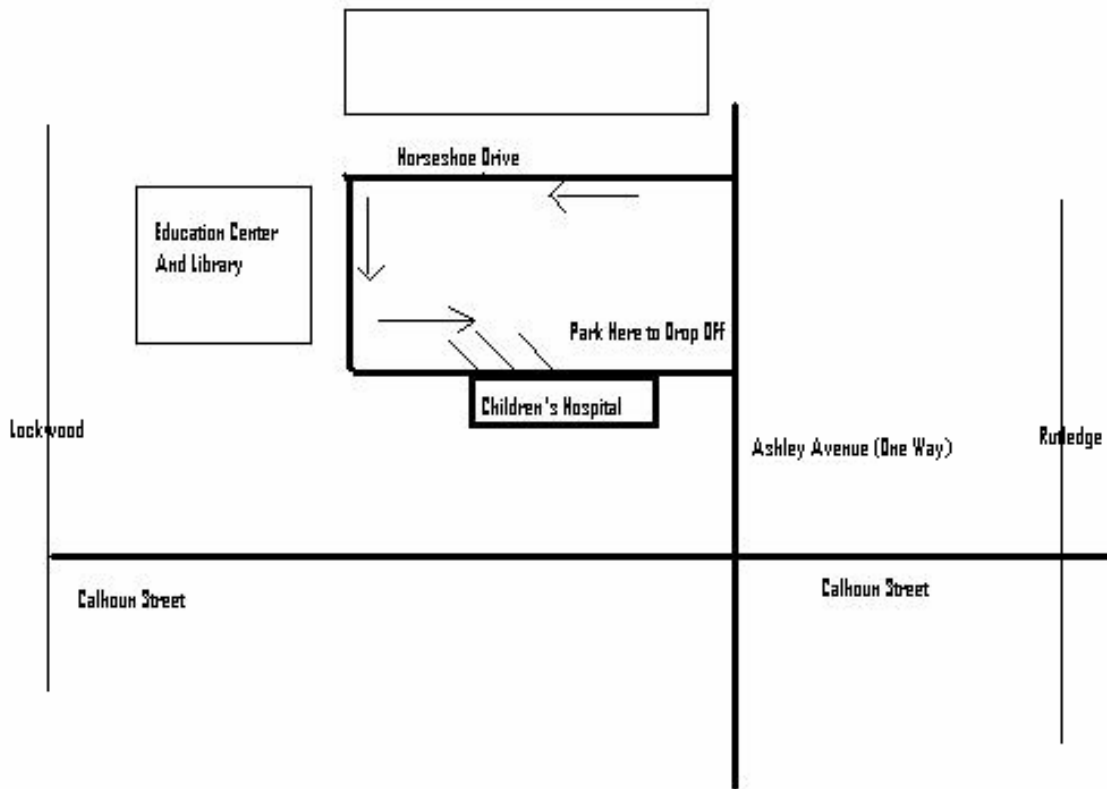 Horseshoe Drive
Education Center
And Library
Park Here to Drop Off
Children's Hospital
Lockwood
Ashley Avenue (One Way)
Rutledge
Calhoun Street
Calhoun Street